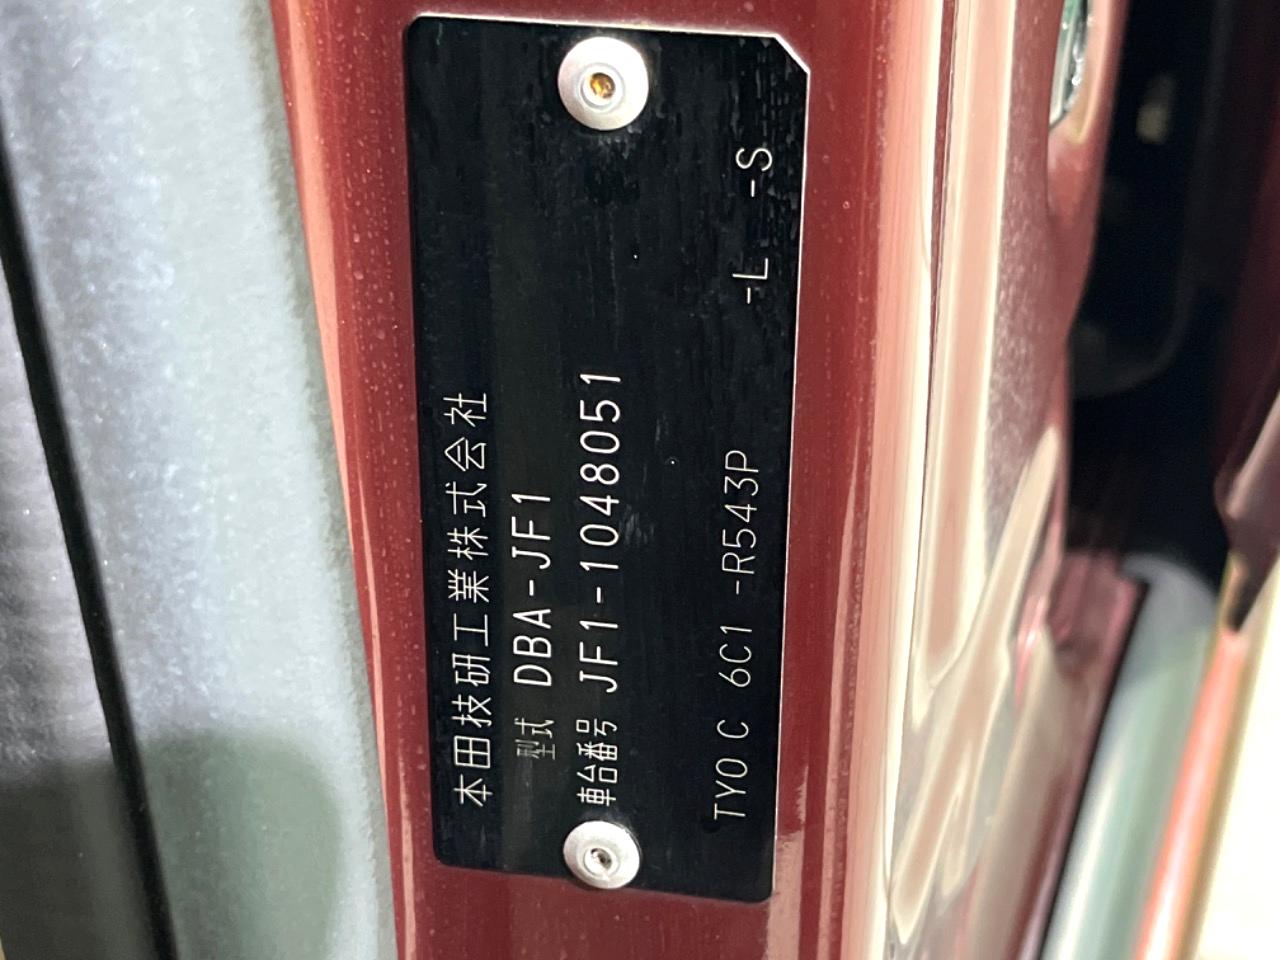 本田技研工業株式会社
型式 DBA-JF1
車台番号 JF1-1048051
TY0 C 6C1 -R543P -L -S